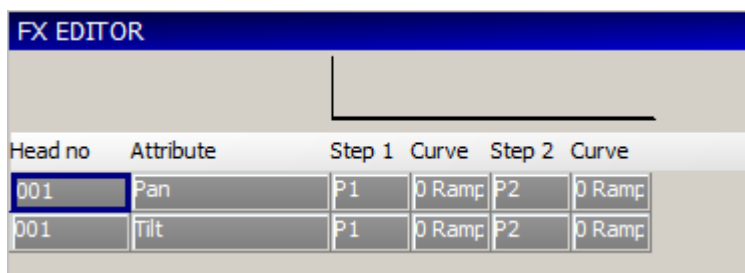 FX EDITOR
Head no Attribute Step 1 Curve Step 2 Curve
001 Pan P1 0 Ramp P2 0 Ramp
001 Tilt P1 0 Ramp P2 0 Ramp